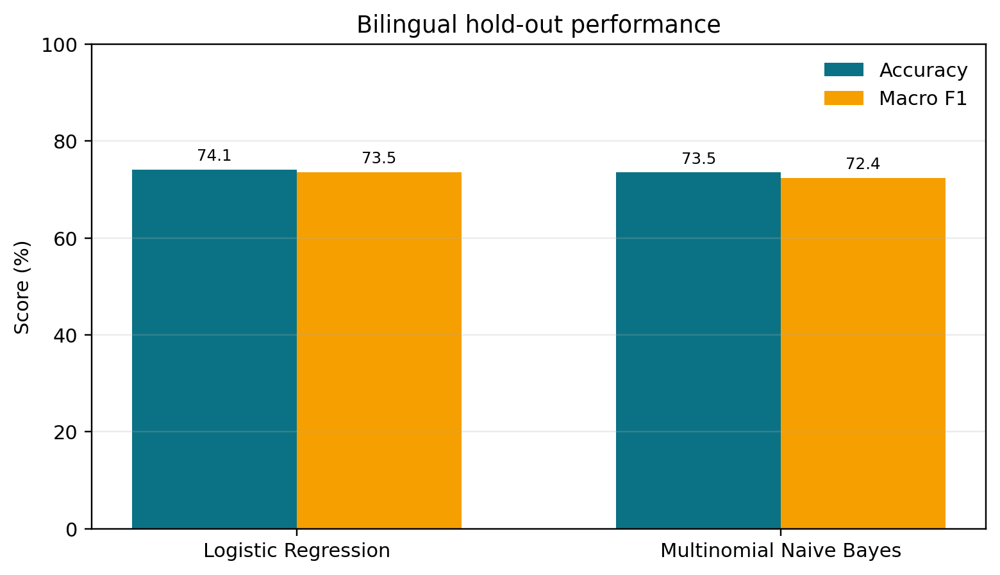 Bilingual hold-out performance
100
80
60
40
20
0
Score (%)
Accuracy
Macro F1
74.1
73.5
73.5
72.4
Logistic Regression
Multinomial Naive Bayes